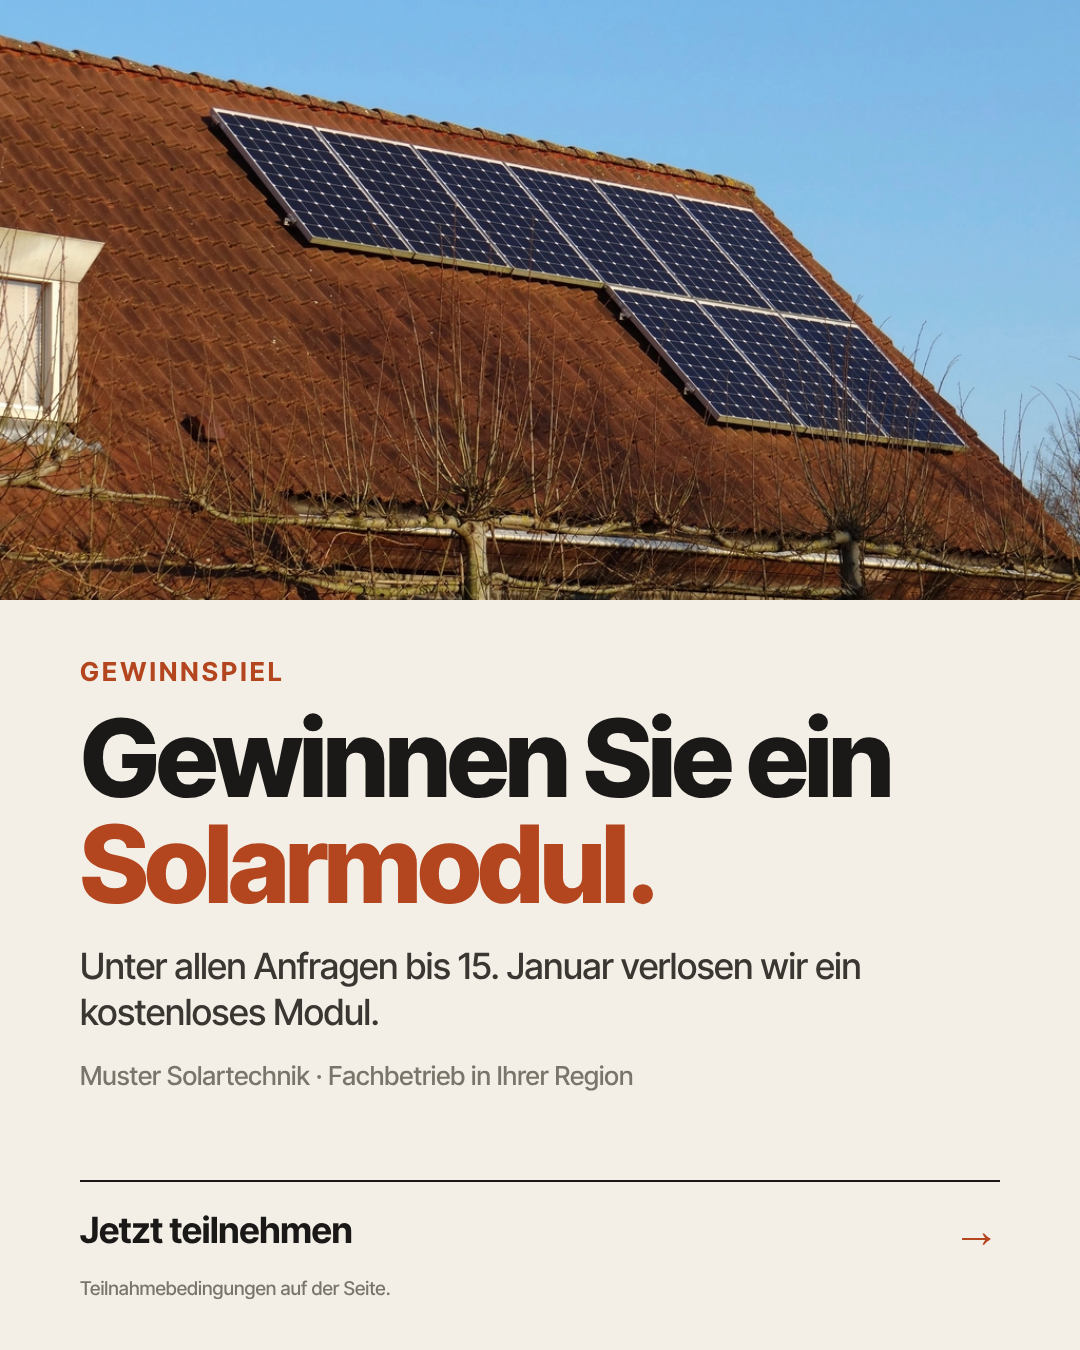 GEWINNSPIEL
Gewinnen Sie ein
Solarmodul.
Unter allen Anfragen bis 15. Januar verlosen wir ein
kostenloses Modul.
Muster Solartechnik · Fachbetrieb in Ihrer Region
Jetzt teilnehmen →
Teilnahmebedingungen auf der Seite.